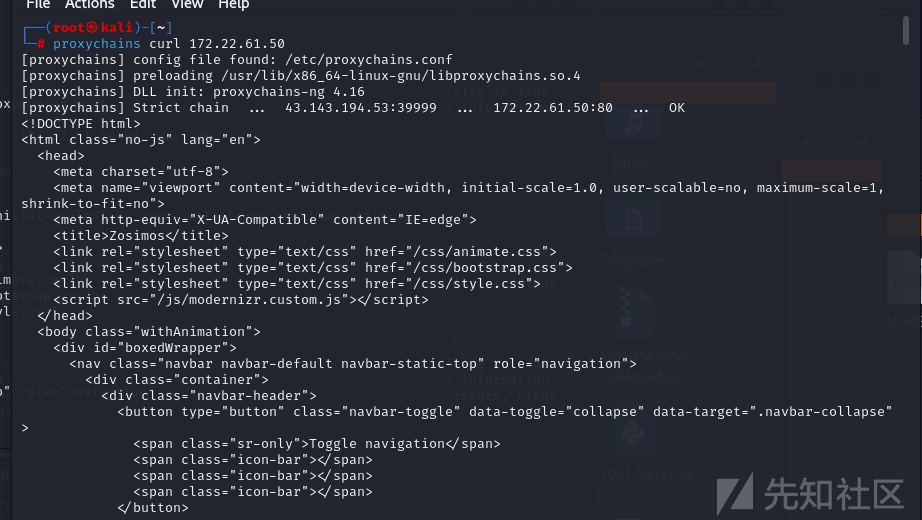 File Actions Edit View Help
┌──(root㉿kali)-[~]
└─# proxychains curl 172.22.61.50
[proxychains] config file found: /etc/proxychains.conf
[proxychains] preloading /usr/lib/x86_64-linux-gnu/libproxychains.so.4
[proxychains] DLL init: proxychains-ng 4.16
[proxychains] Strict chain ... 43.143.194.53:39999 ... 172.22.61.50:80 ... OK
<!DOCTYPE html>
<html class="no-js" lang="en">
<head>
<meta charset="utf-8">
<meta name="viewport" content="width=device-width, initial-scale=1.0, user-scalable=no, maximum-scale=1,
shrink-to-fit=no">
<meta http-equiv="X-UA-Compatible" content="IE=edge">
<title>Zosimos</title>
<link rel="stylesheet" type="text/css" href="/css/animate.css">
<link rel="stylesheet" type="text/css" href="/css/bootstrap.css">
<link rel="stylesheet" type="text/css" href="/css/style.css">
<script src="/js/modernizr.custom.js"></script>
</head>
<body class="withAnimation">
<div id="boxedWrapper">
<nav class="navbar navbar-default navbar-static-top" role="navigation">
<div class="container">
<div class="navbar-header">
<button type="button" class="navbar-toggle" data-toggle="collapse" data-target=".navbar-collapse"
>
<span class="sr-only">Toggle navigation</span>
<span class="icon-bar"></span>
<span class="icon-bar"></span>
<span class="icon-bar"></span>
</button>
Music
Templates
2021-23132.py
先知社区